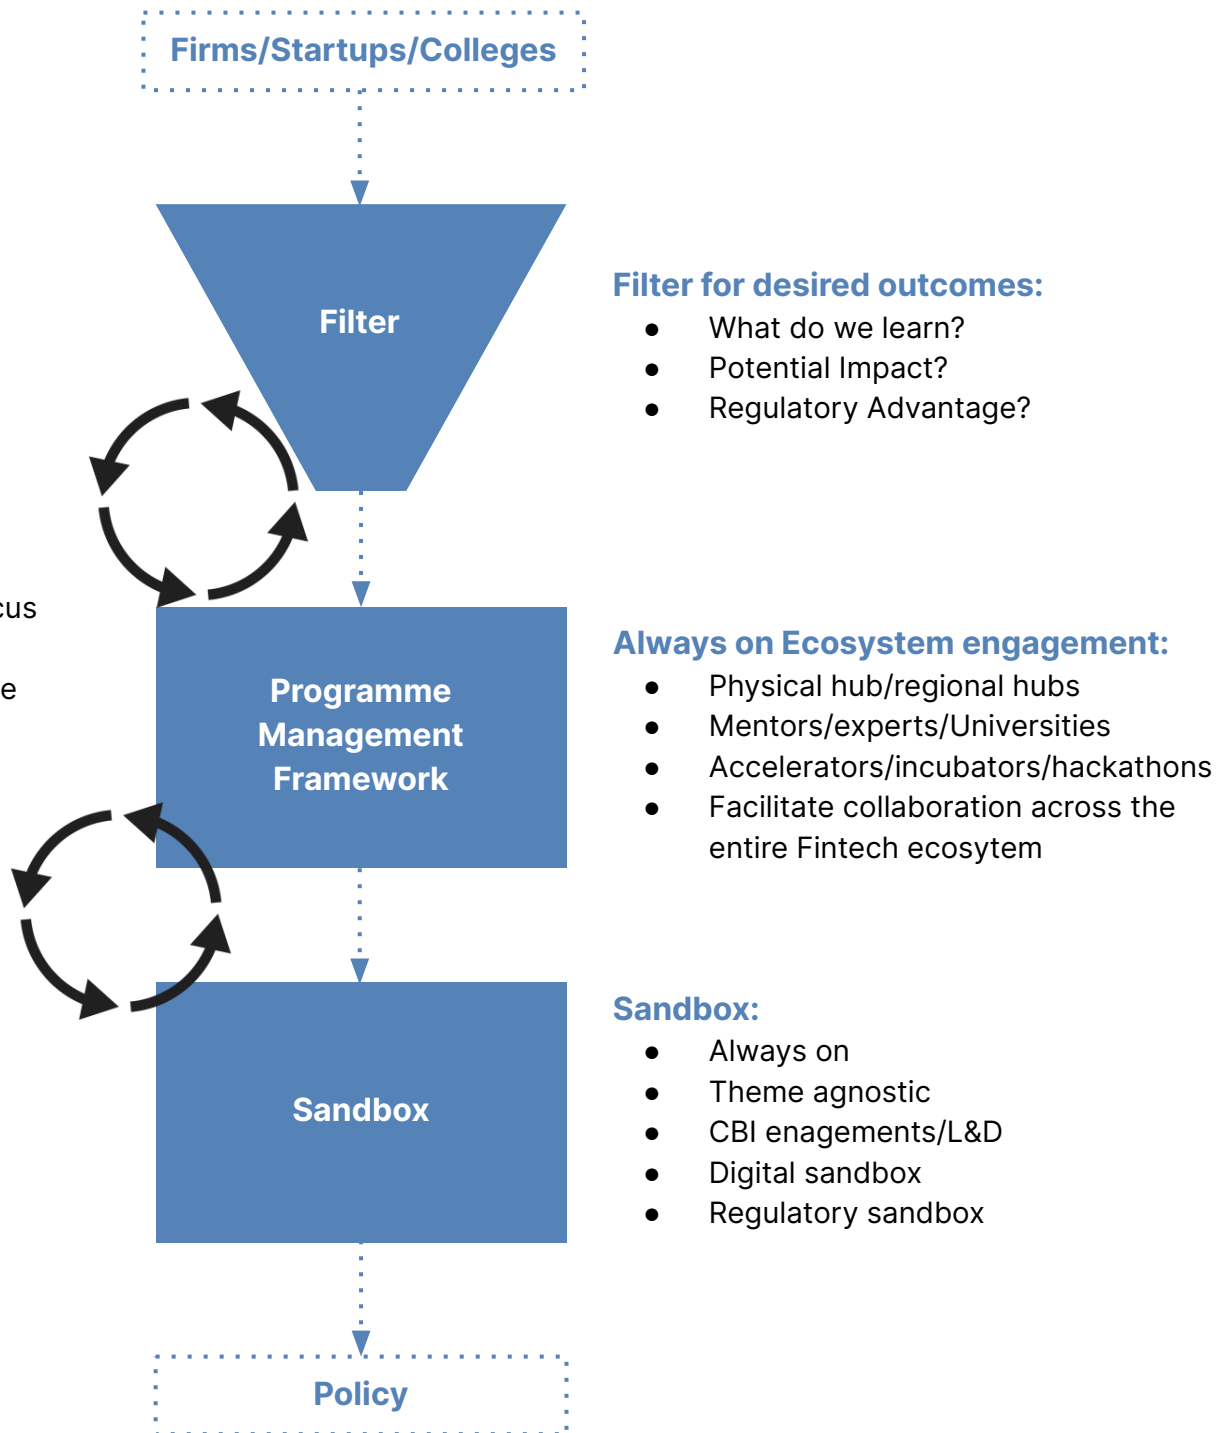 Firms/Startups/Colleges
Filter
Filter for desired outcomes:
● What do we learn?
● Potential Impact?
● Regulatory Advantage?
cus
e
Programme
Management
Framework
Always on Ecosystem engagement:
● Physical hub/regional hubs
● Mentors/experts/Universities
● Accelerators/incubators/hackathons
● Facilitate collaboration across the
entire Fintech ecosytem
Sandbox
Sandbox:
● Always on
● Theme agnostic
● CBI enagements/L&D
● Digital sandbox
● Regulatory sandbox
Policy